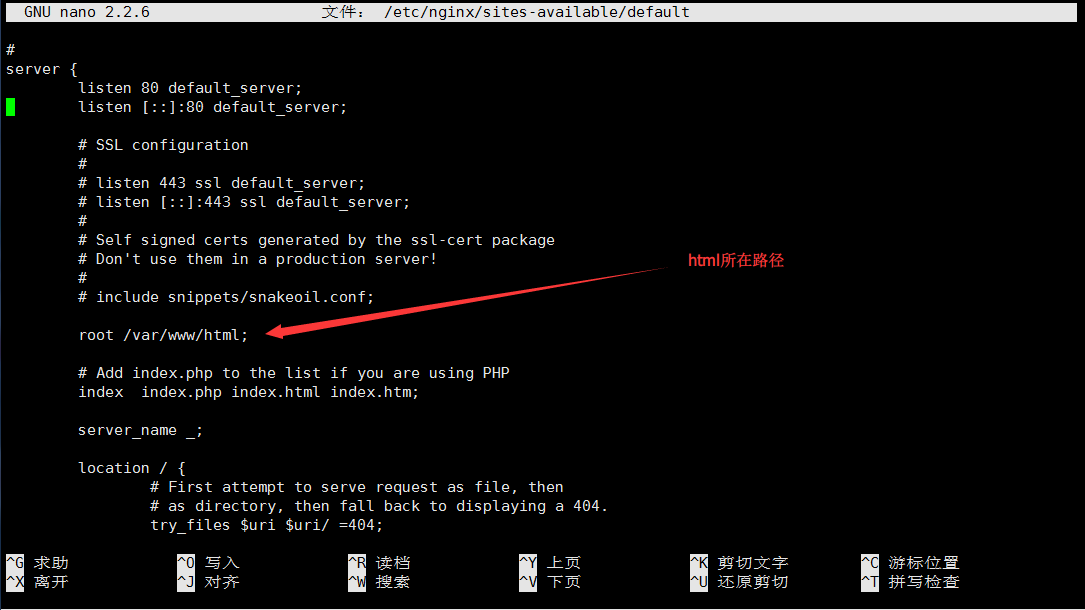 GNU nano 2.2.6 文件： /etc/nginx/sites-available/default
#
server {
listen 80 default_server;
listen [::]:80 default_server;
# SSL configuration
#
# listen 443 ssl default_server;
# listen [::]:443 ssl default_server;
#
# Self signed certs generated by the ssl-cert package
# Don't use them in a production server!
html所在路径
#
# include snippets/snakeoil.conf;
root /var/www/html;
# Add index.php to the list if you are using PHP
index  index.php index.html index.htm;
server_name _;
location / {
# First attempt to serve request as file, then
# as directory, then fall back to displaying a 404.
try_files $uri $uri/ =404;
^G 求助 ^O 写入 ^R 读档 ^Y 上页 ^K 剪切文字 ^C 游标位置
^X 离开 ^J 对齐 ^W 搜索 ^V 下页 ^U 还原剪切 ^T 拼写检查